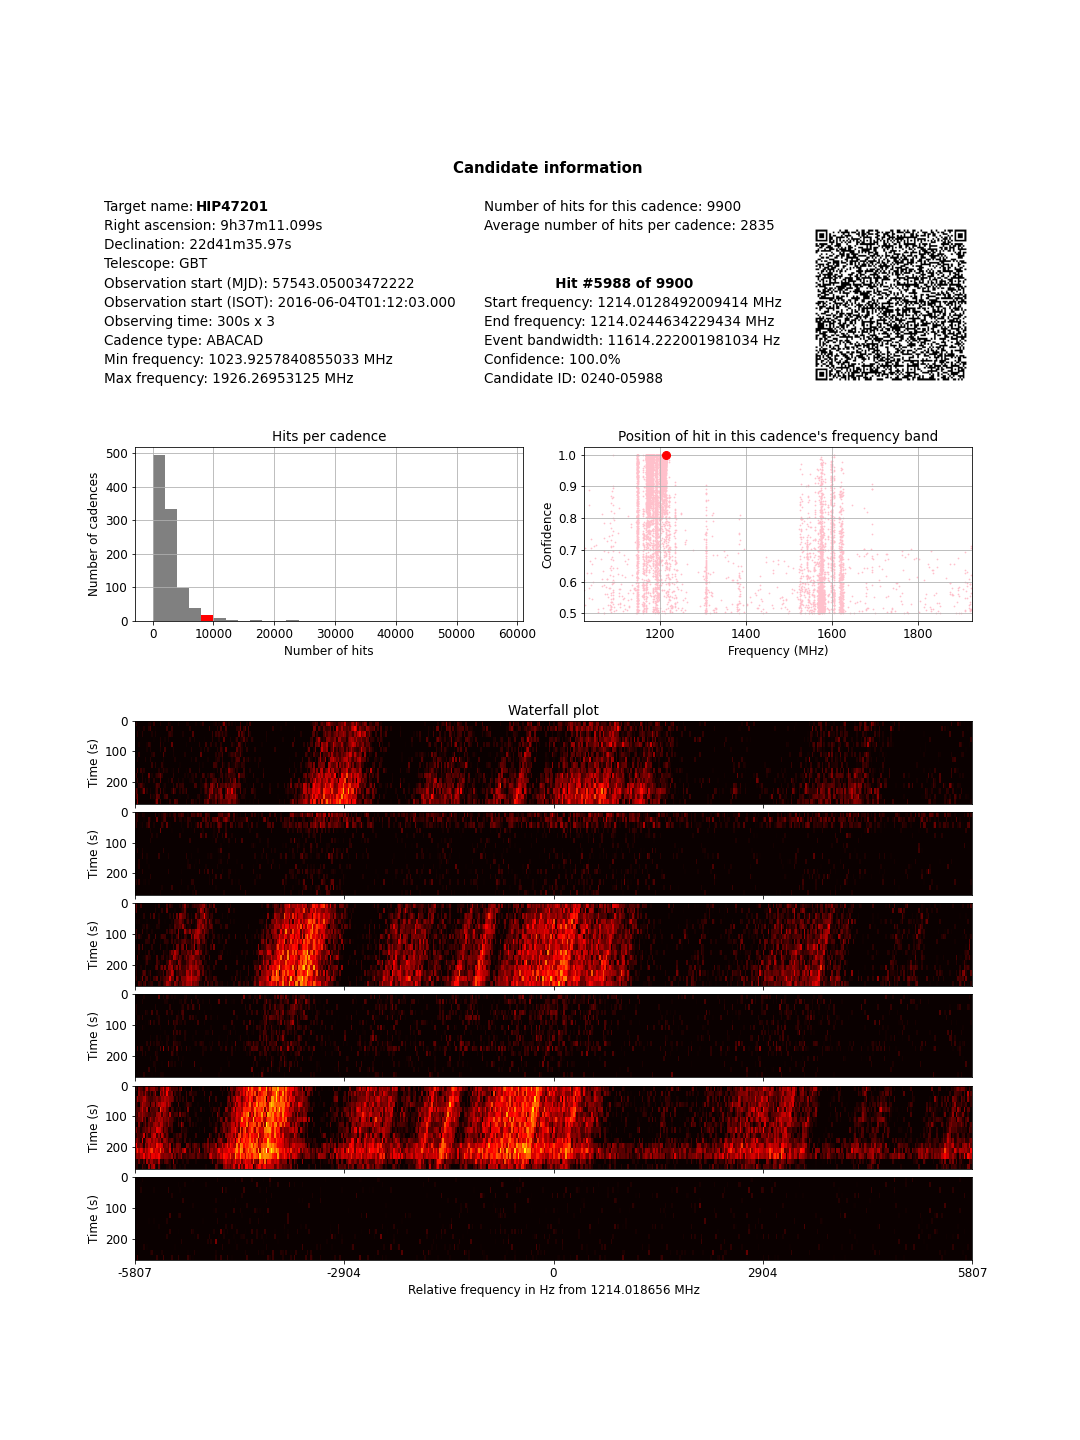 Candidate information
Target name: HIP47201
Right ascension: 9h37m11.099s
Declination: 22d41m35.97s
Telescope: GBT
Observation start (MJD): 57543.05003472222
Observation start (ISOT): 2016-06-04T01:12:03.000
Observing time: 300s x 3
Cadence type: ABACAD
Min frequency: 1023.9257840855033 MHz
Max frequency: 1926.26953125 MHz
Number of hits for this cadence: 9900
Average number of hits per cadence: 2835
Hit #5988 of 9900
Start frequency: 1214.0128492009414 MHz
End frequency: 1214.0244634229434 MHz
Event bandwidth: 11614.222001981034 Hz
Confidence: 100.0%
Candidate ID: 0240-05988
Hits per cadence
Number of cadences
500
400
300
200
100
0
0 10000 20000 30000 40000 50000 60000
Number of hits
Position of hit in this cadence's frequency band
Confidence
1.0
0.9
0.8
0.7
0.6
0.5
1200 1400 1600 1800
Frequency (MHz)
Waterfall plot
Time (s)
0
100
200
Time (s)
0
100
200
Time (s)
0
100
200
Time (s)
0
100
200
Time (s)
0
100
200
Time (s)
0
100
200
-5807 -2904 0 2904 5807
Relative frequency in Hz from 1214.018656 MHz